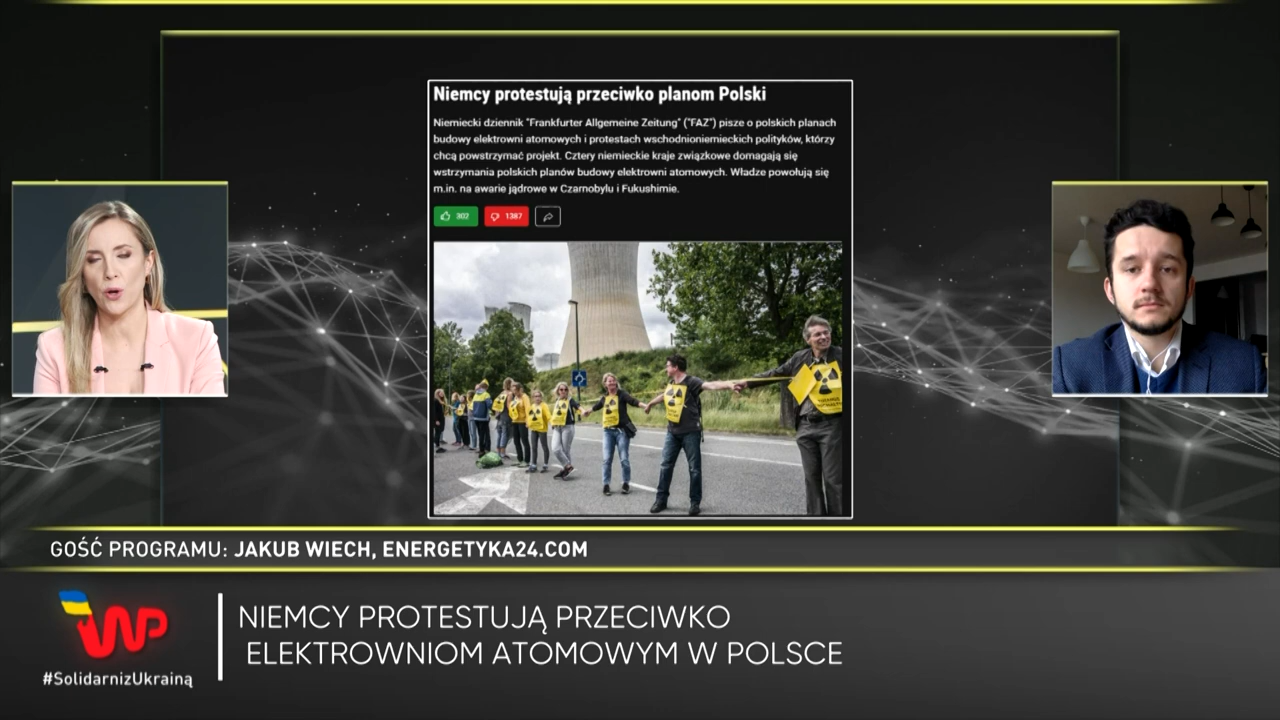 Niemcy protestują przeciwko planom Polski
Niemiecki dziennik "Frankfurter Allgemeine Zeitung" ("FAZ") pisze o polskich planach
budowy elektrowni atomowych i protestach wschodnioniemieckich polityków, którzy
chcą powstrzymać projekt. Cztery niemieckie kraje związkowe domagają się
wstrzymania polskich planów budowy elektrowni atomowych. Władze powołują się
m.in. na awarie jądrowe w Czarnobylu i Fukushimie.
302 1387
GOŚĆ PROGRAMU: JAKUB WIECH, ENERGETYKA24.COM
WP
#SolidarnizUkrainą
NIEMCY PROTESTUJĄ PRZECIWKO
ELEKTROWNIOM ATOMOWYM W POLSCE